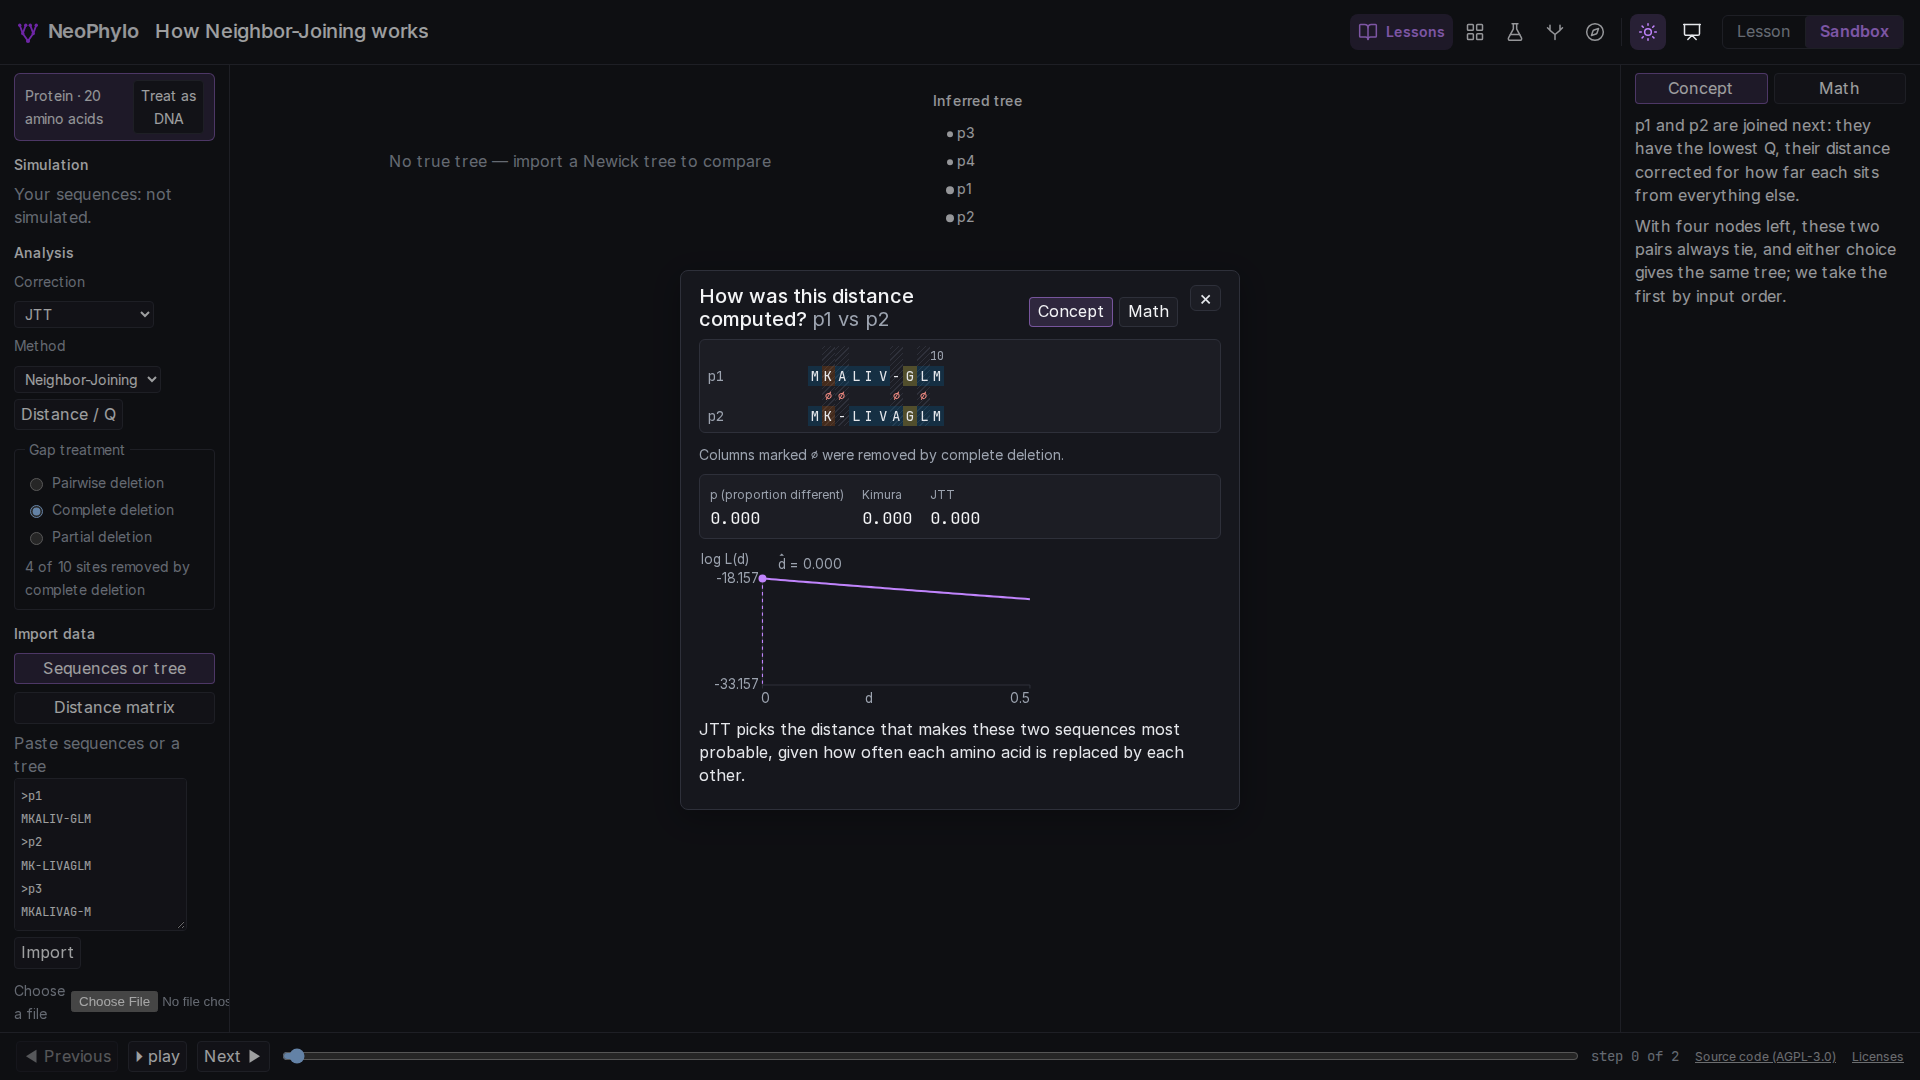 NeoPhylo How Neighbor-Joining works
Lessons
Lesson Sandbox
Protein · 20 amino acids
Treat as DNA
Simulation
Your sequences: not
simulated.
Analysis
Correction
JTT
Method
Neighbor-Joining
Distance / Q
Gap treatment
Pairwise deletion
Complete deletion
Partial deletion
4 of 10 sites removed by
complete deletion
Import data
Sequences or tree
Distance matrix
Paste sequences or a
tree
>p1
MKALIV-GLM
>p2
MK-LIVAGLM
>p3
MKALIVAG-M
Import
Choose
a file
Choose File No file chos
No true tree — import a Newick tree to compare
Inferred tree
p3
p4
p1
p2
How was this distance
computed? p1 vs p2
Concept Math ×
10
p1 MKALIV-GLM
∅ ∅ ∅ ∅
p2 MK-LIVAGLM
Columns marked ∅ were removed by complete deletion.
p (proportion different) Kimura JTT
0.000 0.000 0.000
log L(d) d̂ = 0.000
-18.157
-33.157
0 d 0.5
JTT picks the distance that makes these two sequences most
probable, given how often each amino acid is replaced by each
other.
Concept Math
p1 and p2 are joined next: they
have the lowest Q, their distance
corrected for how far each sits
from everything else.
With four nodes left, these two
pairs always tie, and either choice
gives the same tree; we take the
first by input order.
◀ Previous ⏵ play Next ▶ step 0 of 2 Source code (AGPL-3.0) Licenses